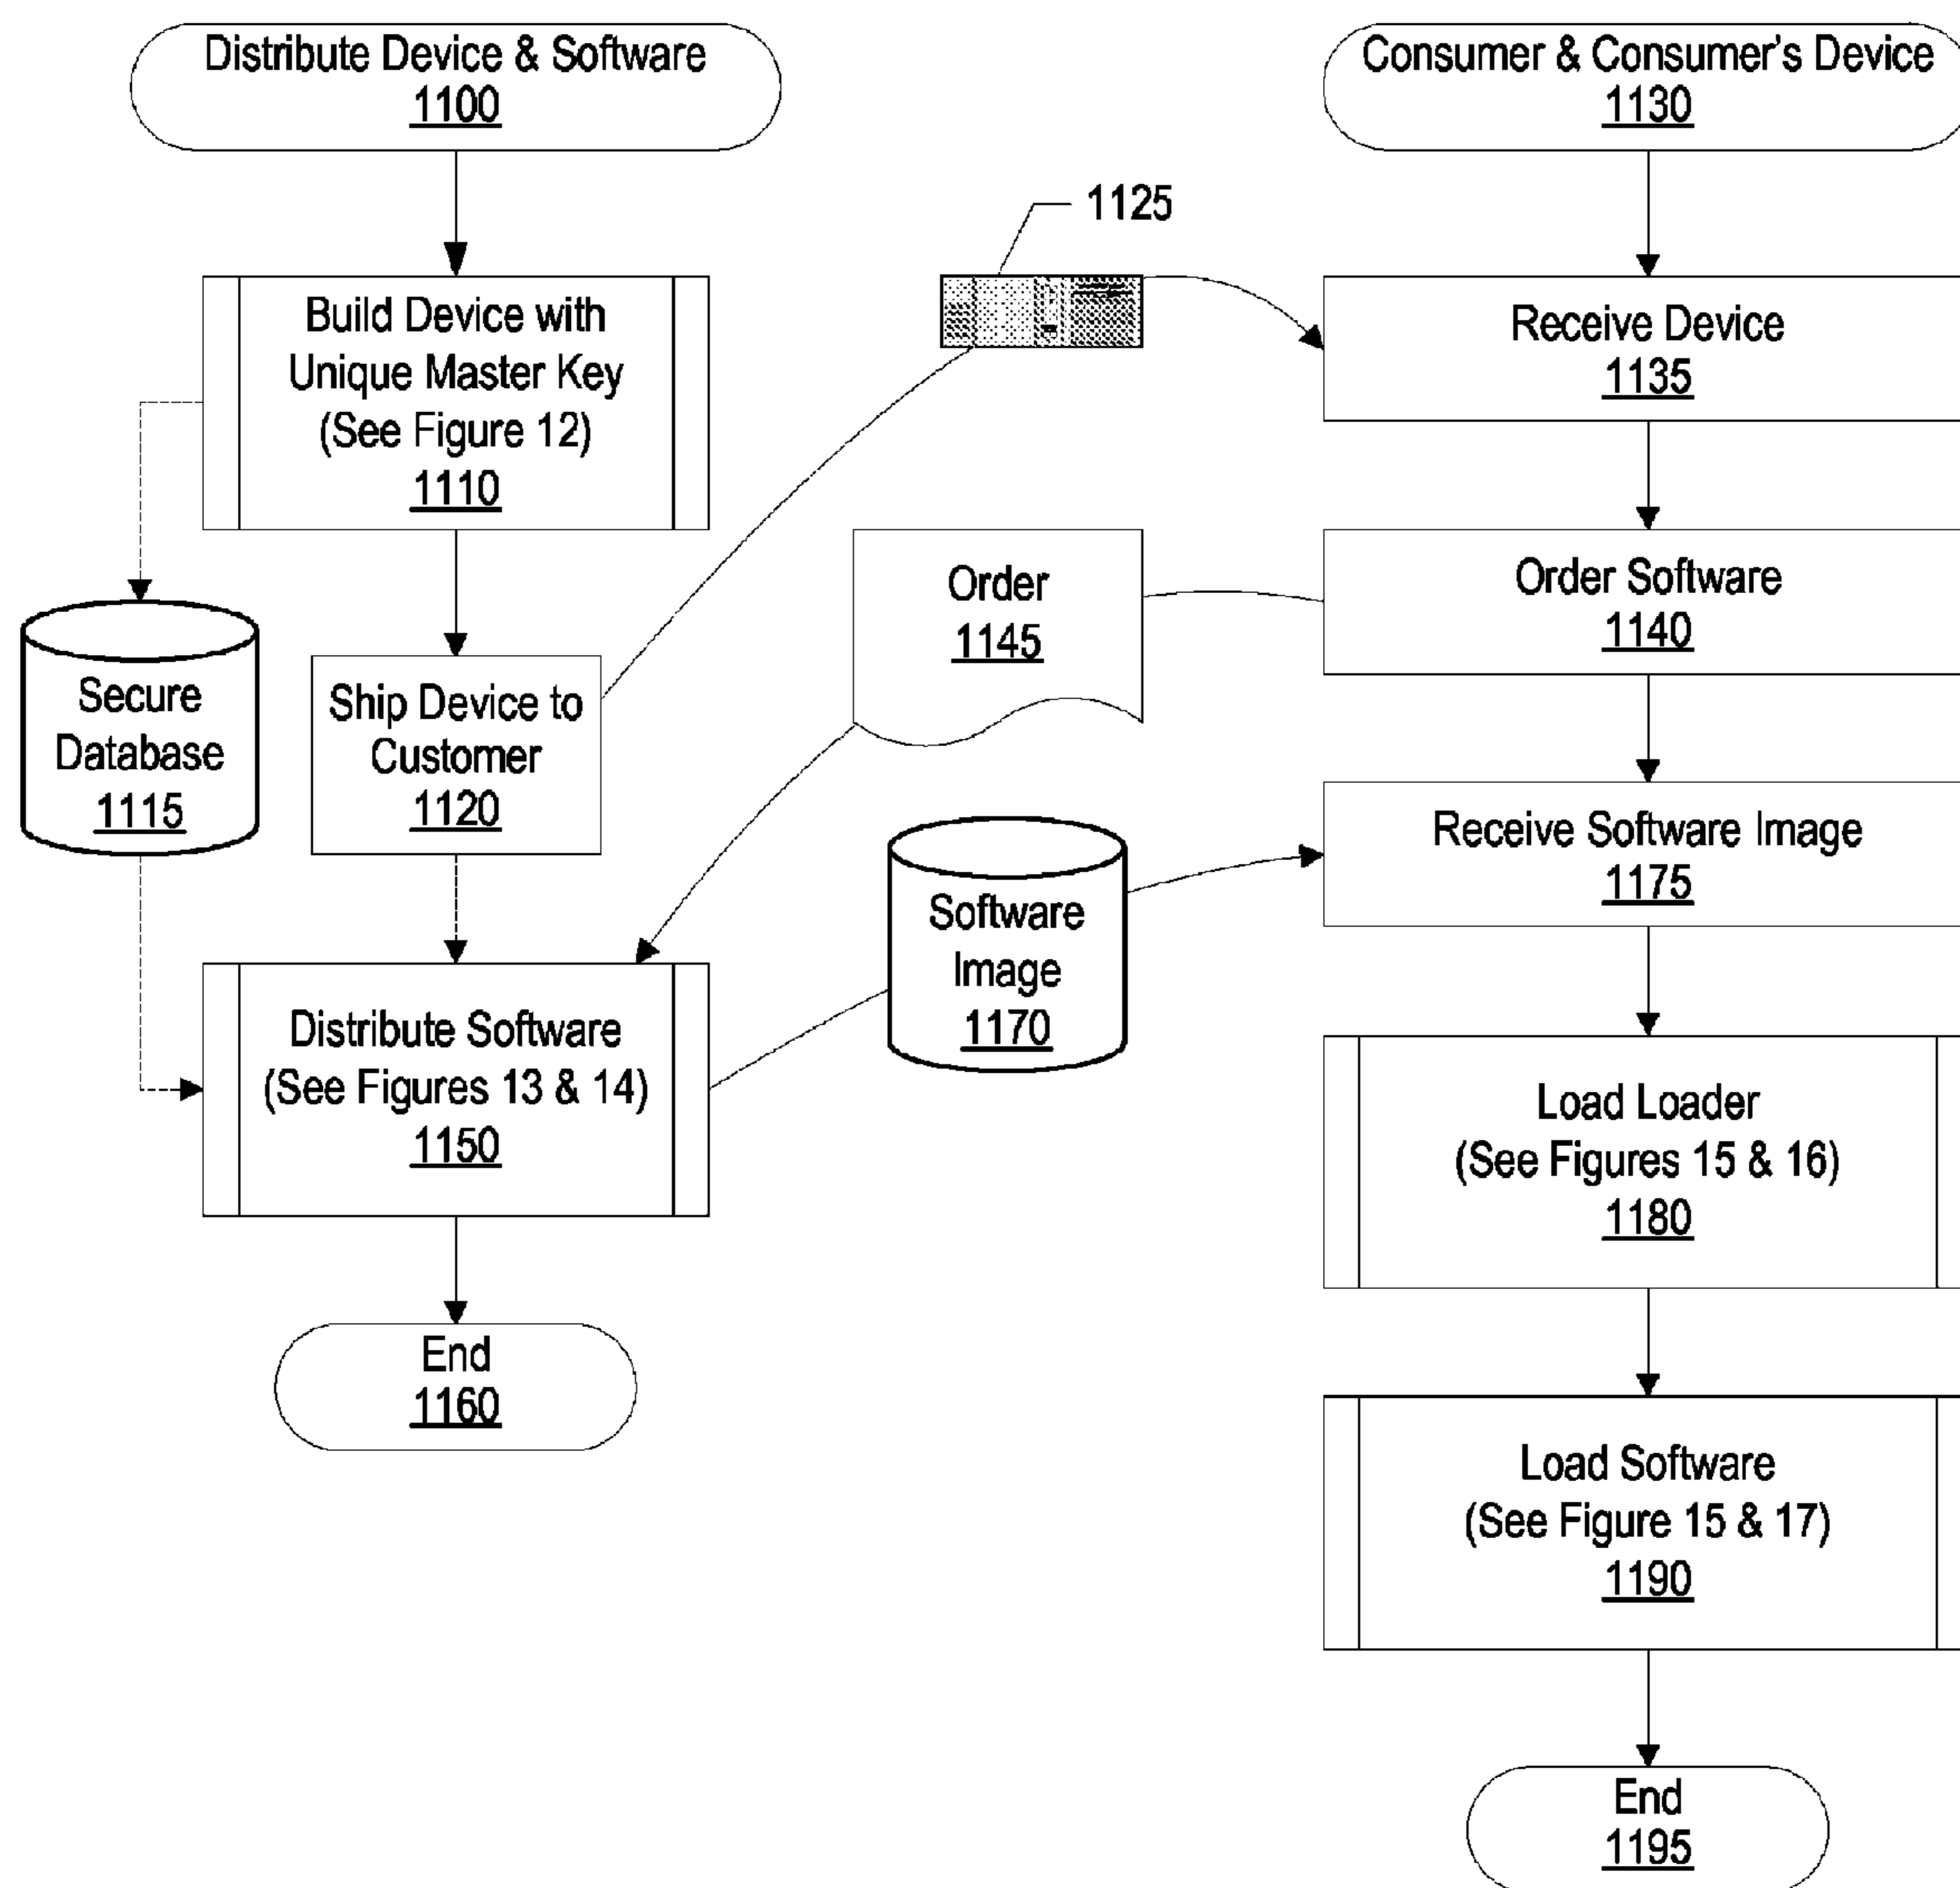 Distribute Device & Software
1100
Build Device with
Unique Master Key
(See Figure 12)
1110
Secure
Database
1115
Ship Device to
Customer
1120
Distribute Software
(See Figures 13 & 14)
1150
End
1160
1125
Order
1145
Software
Image
1170
Consumer & Consumer's Device
1130
Receive Device
1135
Order Software
1140
Receive Software Image
1175
Load Loader
(See Figures 15 & 16)
1180
Load Software
(See Figure 15 & 17)
1190
End
1195